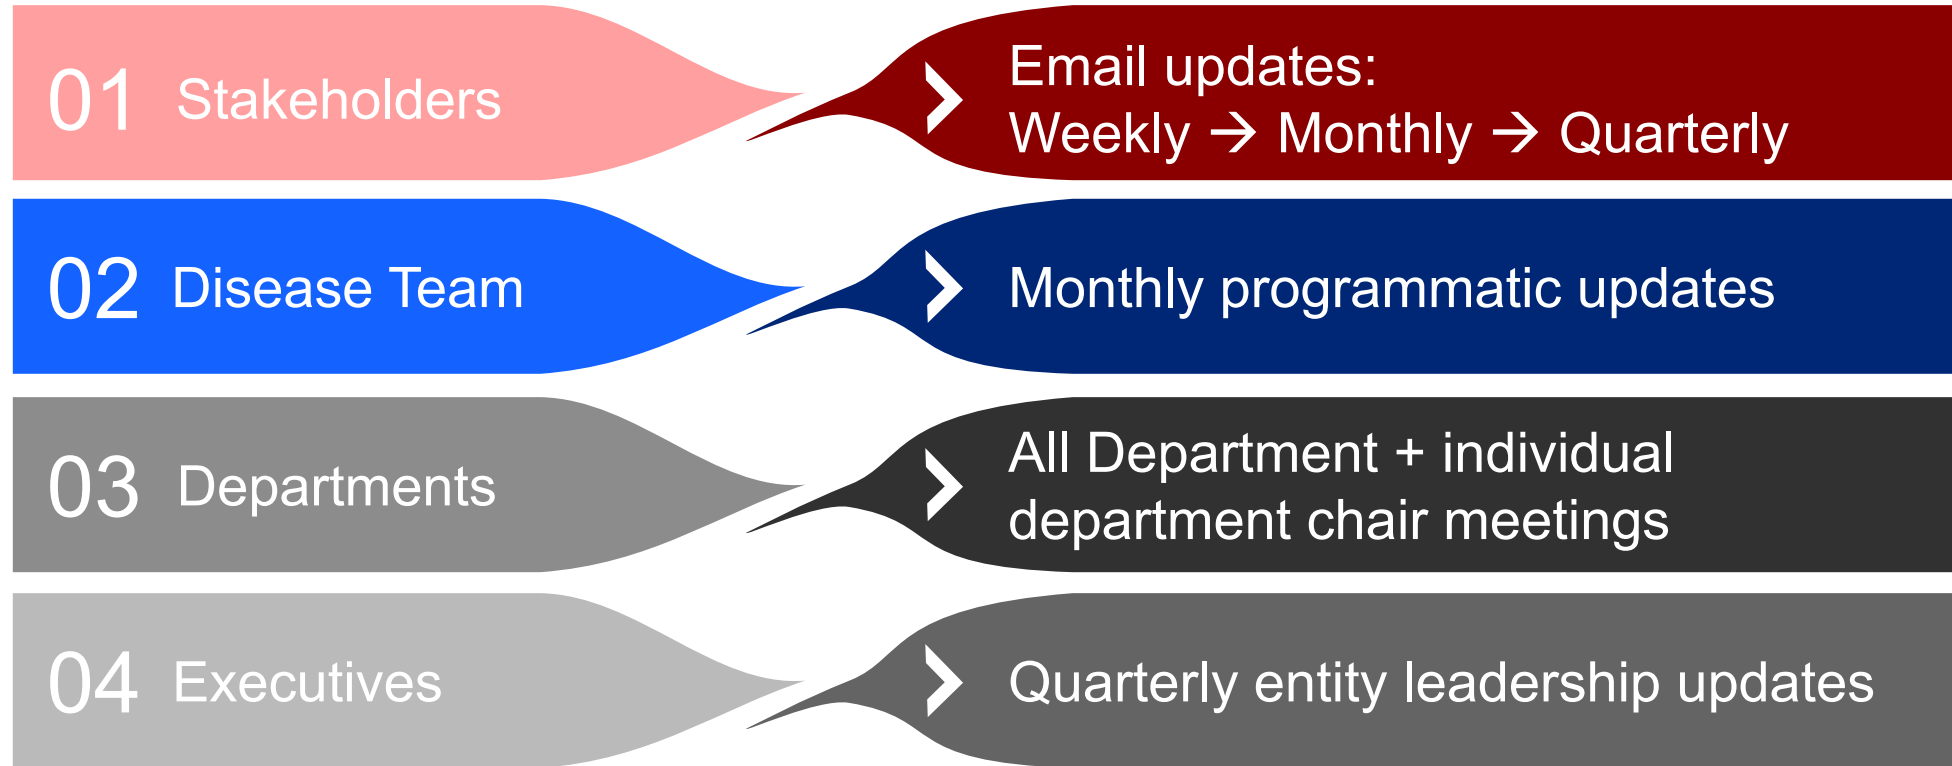 01 Stakeholders
Email updates:
Weekly → Monthly → Quarterly
02 Disease Team
Monthly programmatic updates
03 Departments
All Department + individual
department chair meetings
04 Executives
Quarterly entity leadership updates